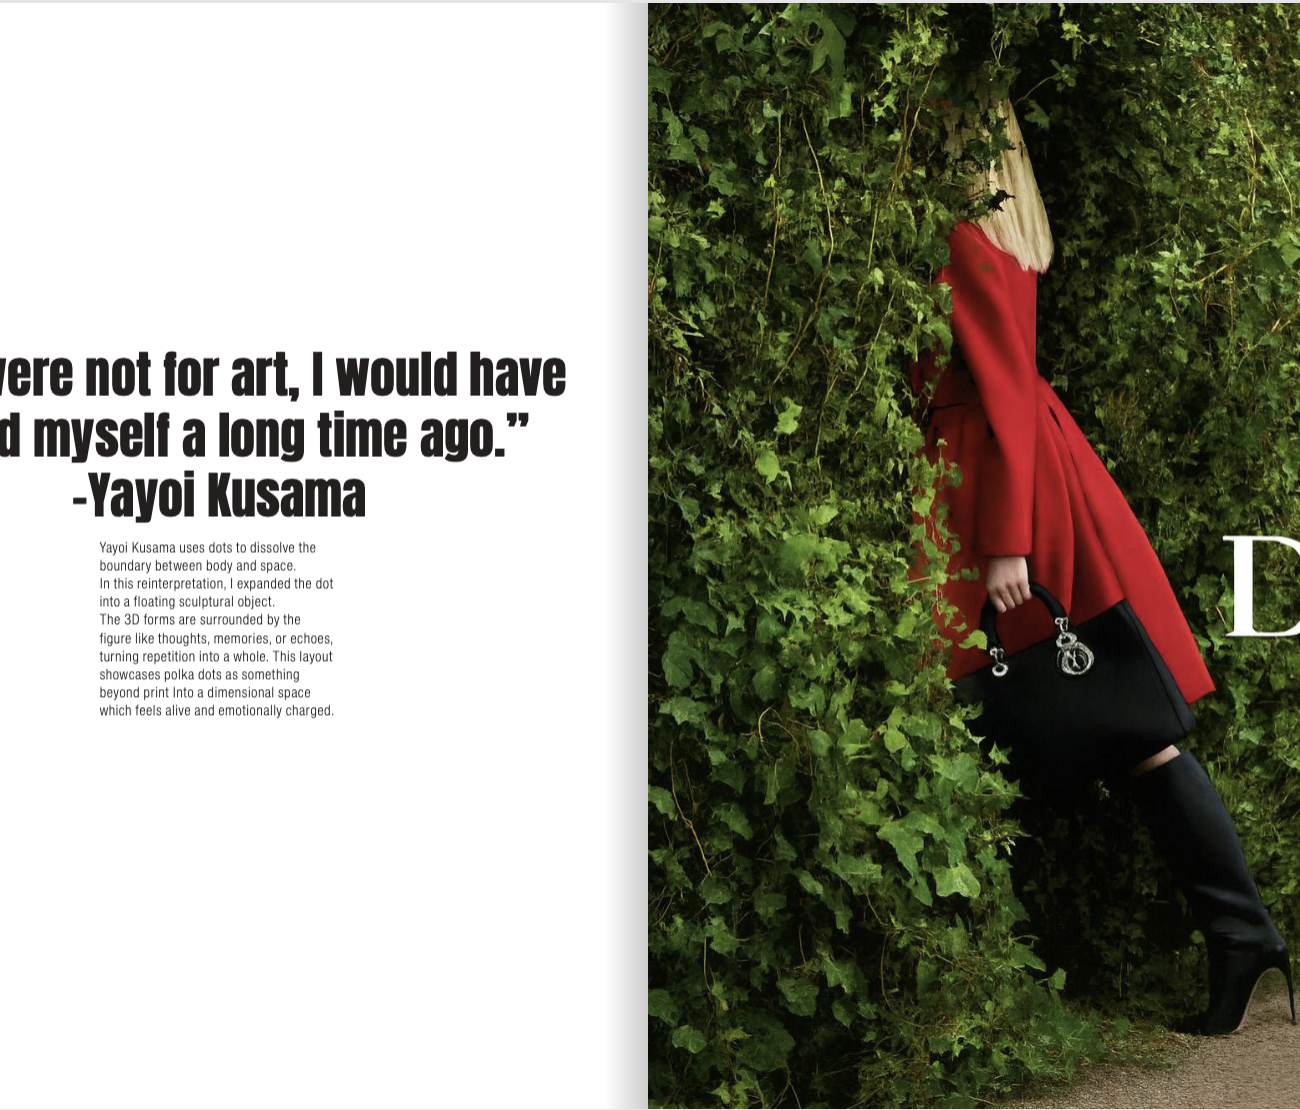 were not for art, I would have
d myself a long time ago.”
-Yayoi Kusama
Yayoi Kusama uses dots to dissolve the
boundary between body and space.
In this reinterpretation, I expanded the dot
into a floating sculptural object.
The 3D forms are surrounded by the
figure like thoughts, memories, or echoes,
turning repetition into a whole. This layout
showcases polka dots as something
beyond print Into a dimensional space
which feels alive and emotionally charged.
D